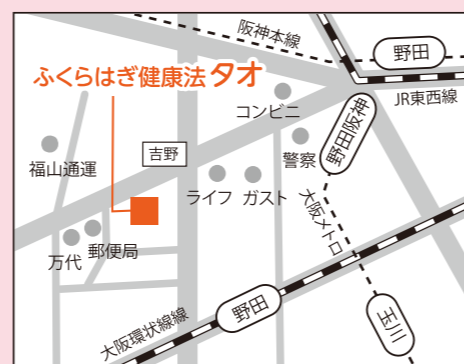 阪神本線
野田
ふくらはぎ健康法タオ
JR東西線
コンビニ
野田阪神
警察
吉野
福山通運
ライフ
ガスト
大阪メトロ
郵便局
万代
野田
大阪環状線線
玉川